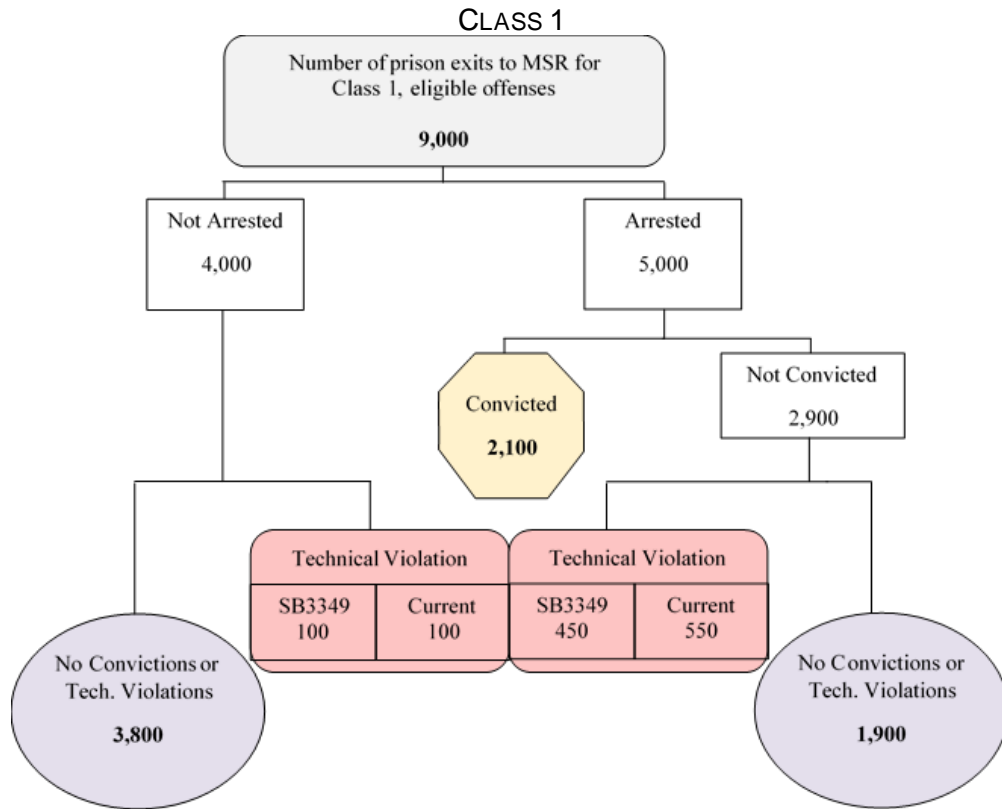 CLASS 1
Number of prison exits to MSR for
Class 1, eligible offenses
9,000
Not Arrested
4,000
Arrested
5,000
Convicted
2,100
Not Convicted
2,900
Technical Violation
SB3349
100
Current
100
Technical Violation
SB3349
450
Current
550
No Convictions or
Tech. Violations
3,800
No Convictions or
Tech. Violations
1,900